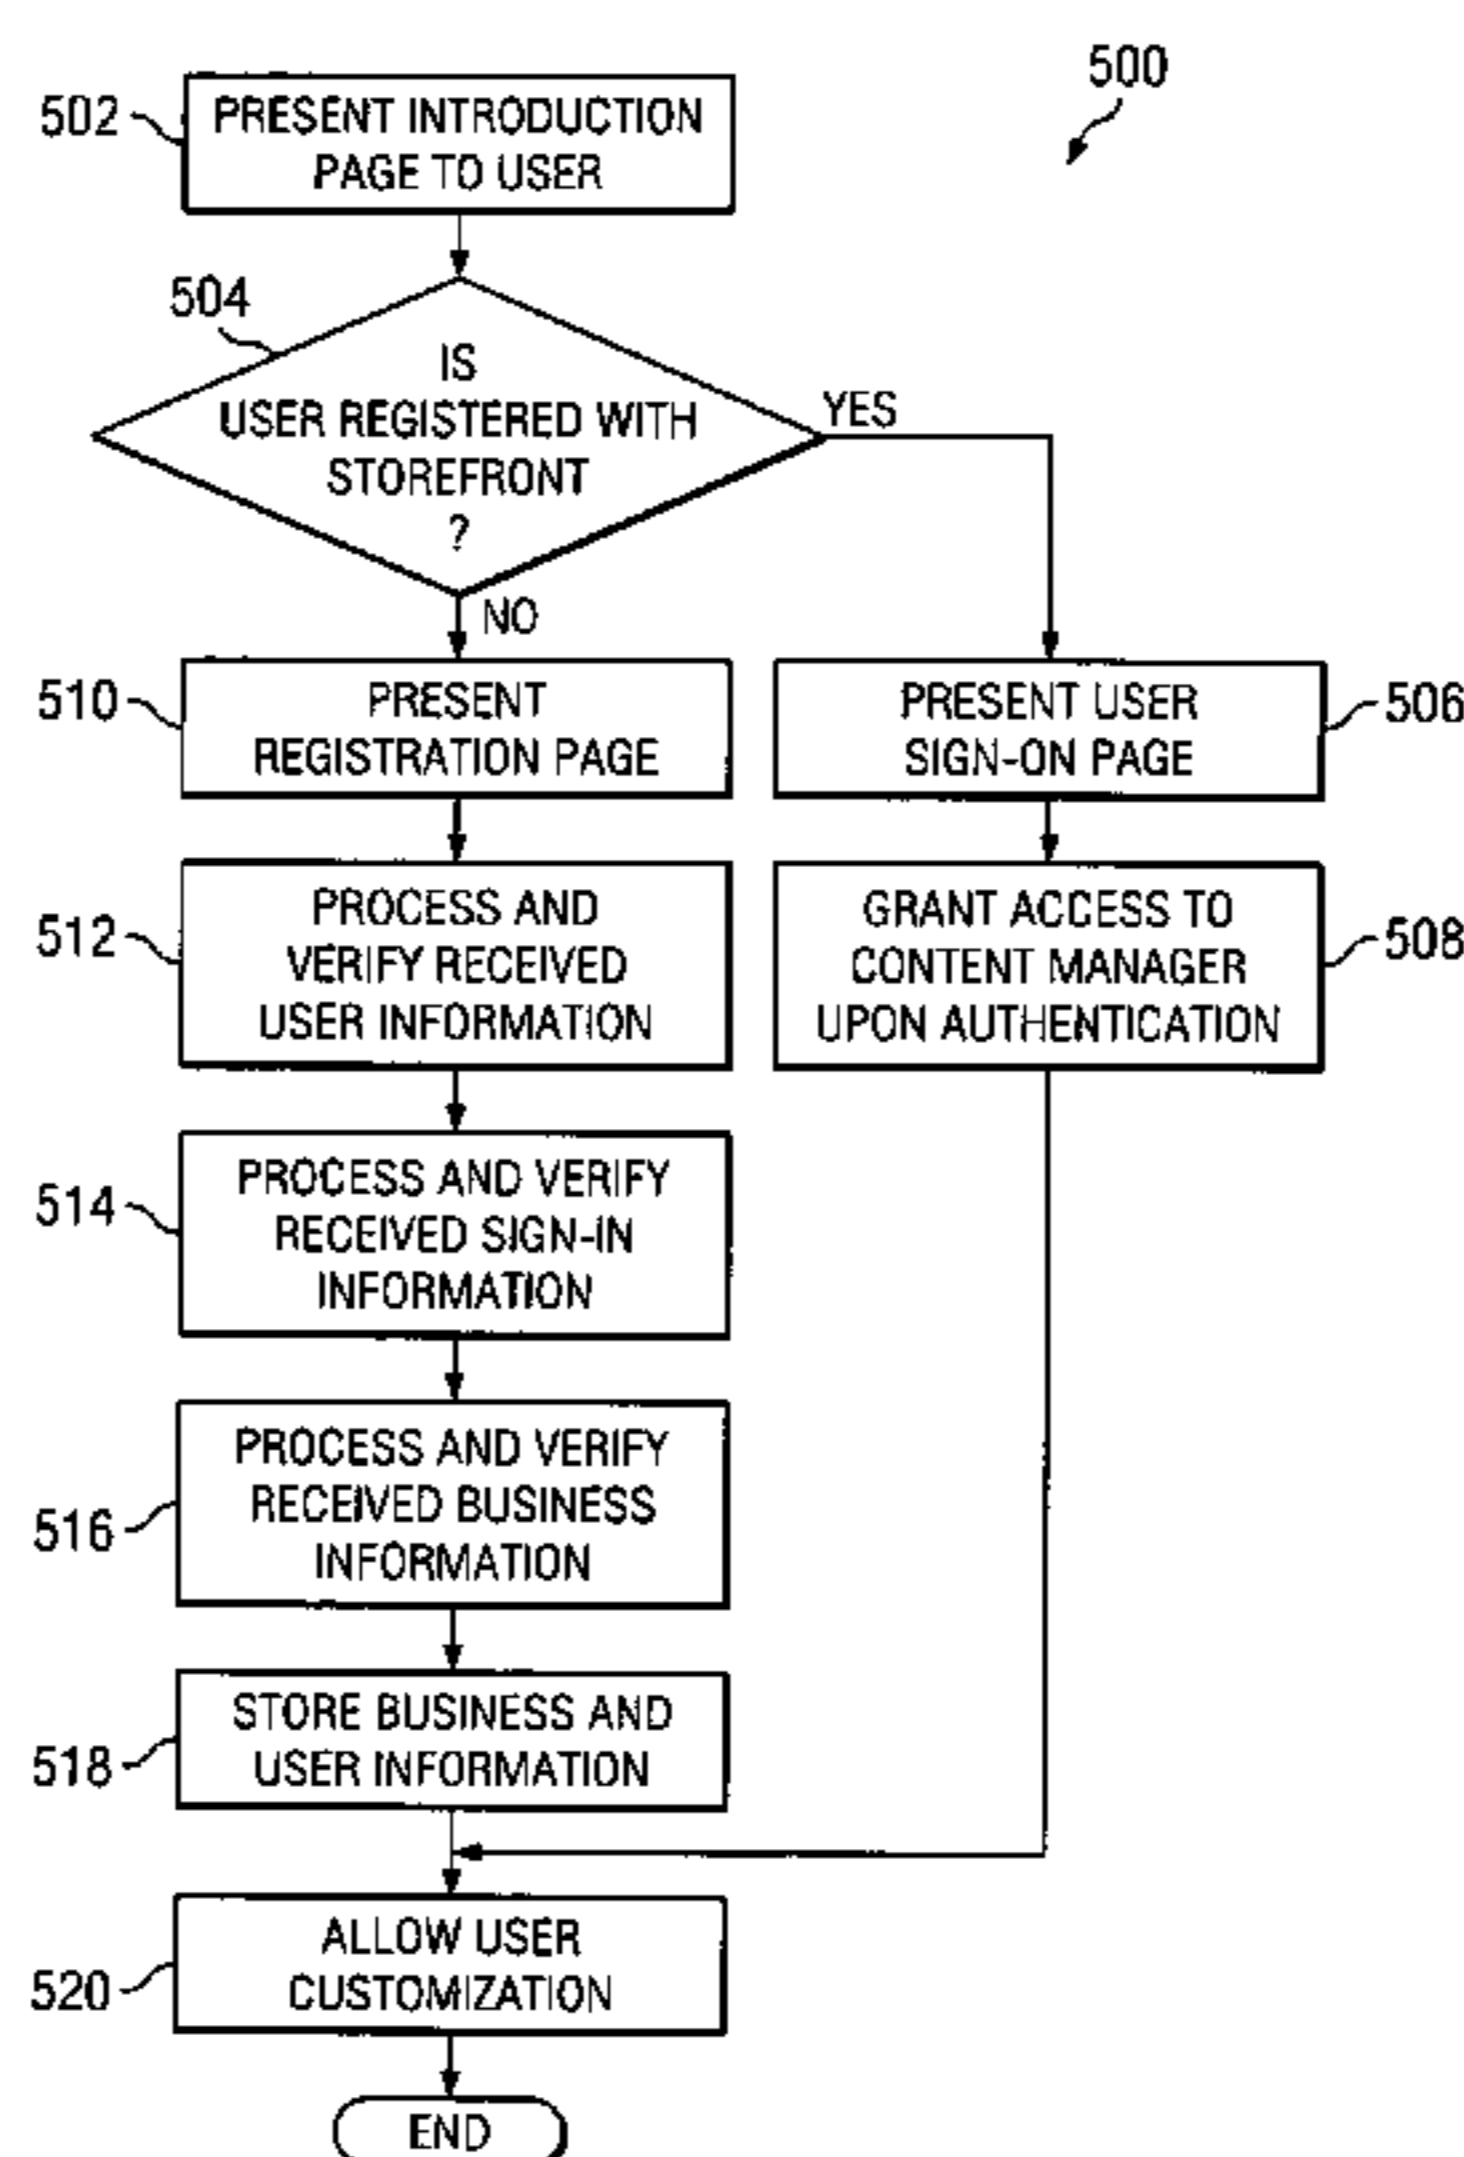 500
502
PRESENT INTRODUCTION
PAGE TO USER
504
IS
USER REGISTERED WITH
STOREFRONT
?
YES
NO
510
PRESENT
REGISTRATION PAGE
PRESENT USER
SIGN-ON PAGE
506
512
PROCESS AND
VERIFY RECEIVED
USER INFORMATION
GRANT ACCESS TO
CONTENT MANAGER
UPON AUTHENTICATION
508
514
PROCESS AND VERIFY
RECEIVED SIGN-IN
INFORMATION
516
PROCESS AND VERIFY
RECEIVED BUSINESS
INFORMATION
518
STORE BUSINESS AND
USER INFORMATION
520
ALLOW USER
CUSTOMIZATION
END